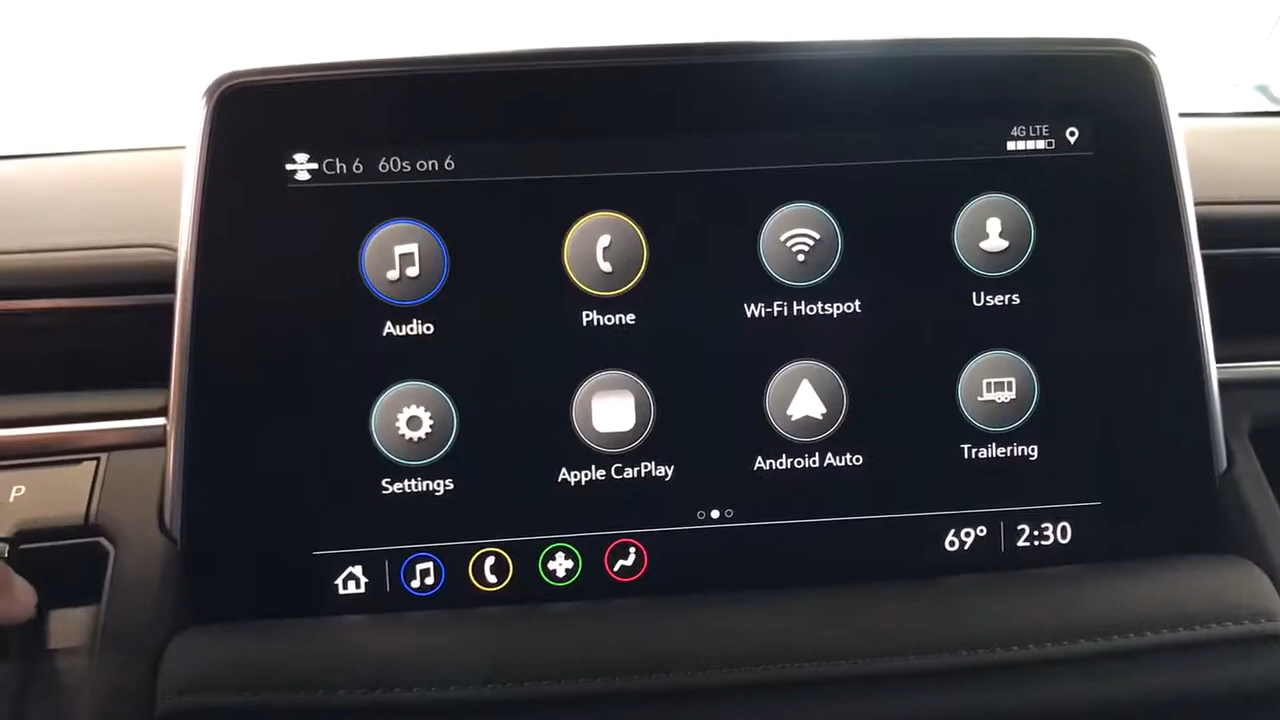 4G LTE
Ch 6 60s on 6
Audio
Phone
Wi-Fi Hotspot
Users
Settings
Apple CarPlay
Android Auto
Trailering
69° 2:30
P